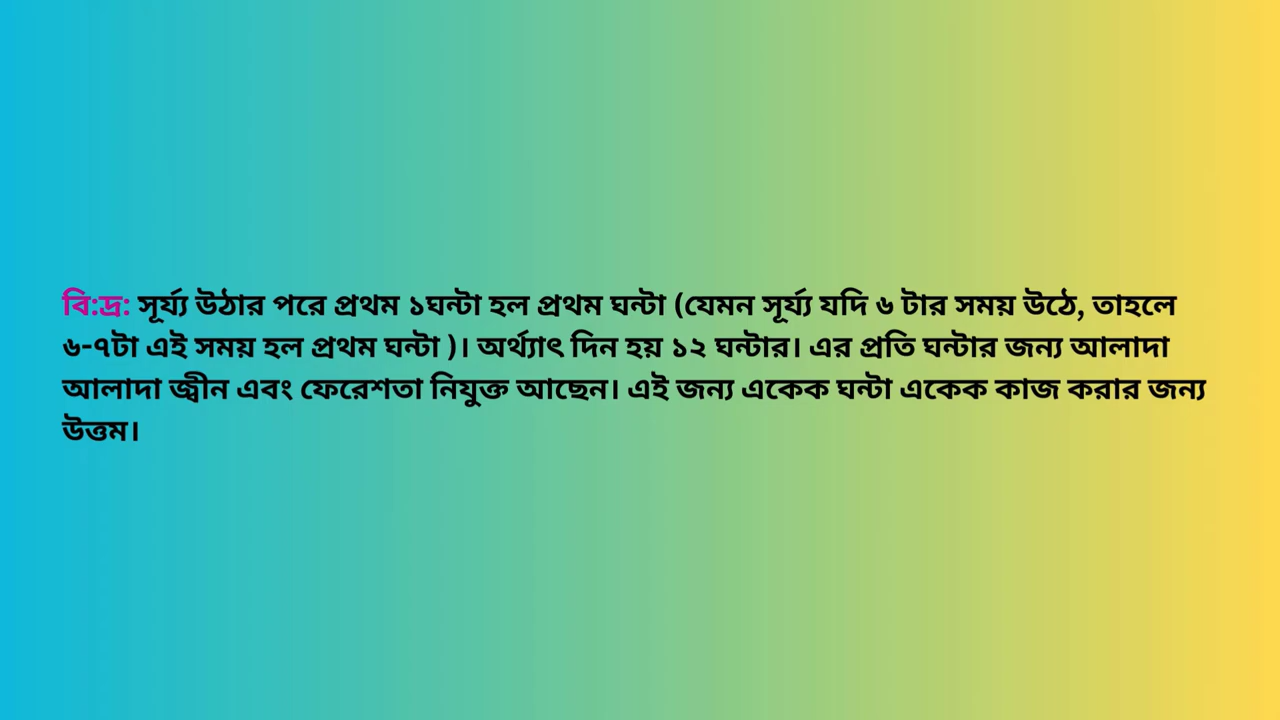 বি:দ্র: সূর্য্য উঠার পরে প্রথম ১ঘন্টা হল প্রথম ঘন্টা (যেমন সূর্য্য যদি ৬ টার সময় উঠে, তাহলে
৬-৭টা এই সময় হল প্রথম ঘন্টা )। অর্থ্যাৎ দিন হয় ১২ ঘন্টার। এর প্রতি ঘন্টার জন্য আলাদা
আলাদা জ্বীন এবং ফেরেশতা নিযুক্ত আছেন। এই জন্য একেক ঘন্টা একেক কাজ করার জন্য
উত্তম।